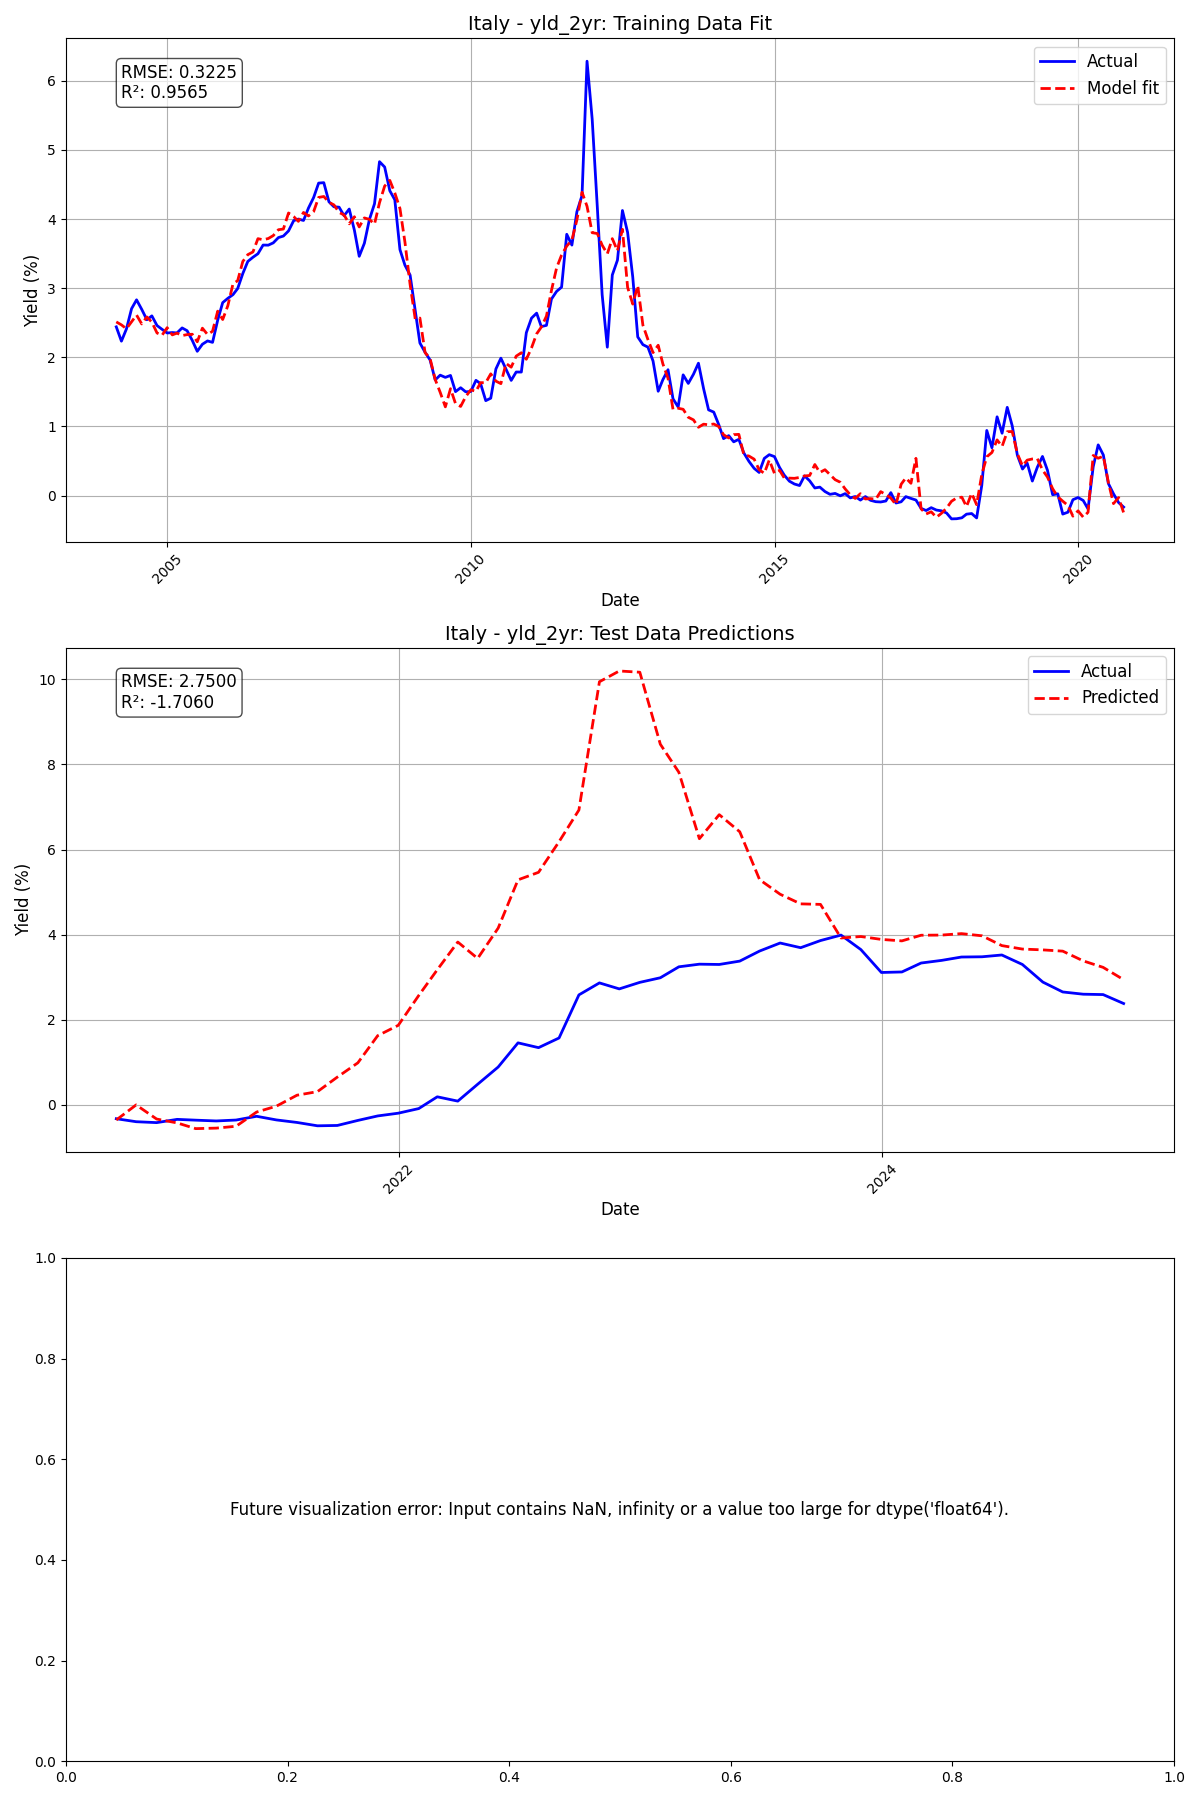 Italy - yld_2yr: Training Data Fit
RMSE: 0.3225
R²: 0.9565
Actual
Model fit
Yield (%)
6
5
4
3
2
1
0
2005
2010
2015
2020
Date
Italy - yld_2yr: Test Data Predictions
RMSE: 2.7500
R²: -1.7060
Actual
Predicted
Yield (%)
10
8
6
4
2
0
2022
2024
Date
1.0
0.8
0.6
0.4
0.2
0.0
Future visualization error: Input contains NaN, infinity or a value too large for dtype('float64').
0.0
0.2
0.4
0.6
0.8
1.0